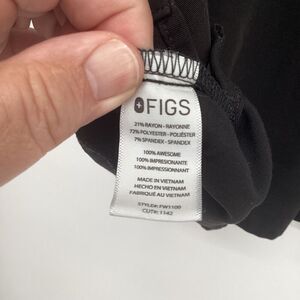 FIGS
21% RAYON - RAYONNE
72% POLYESTER - POLIÉSTER
7% SPANDEX - SPANDEX
100% AWESOME
100% IMPRESIONANTE
100% IMPRESSIONNANT
MADE IN VIETNAM
HECHO EN VIETNAM
FABRIQUÉ AU VIETNAM
STYLE#: FW1100
CUT#: 1142